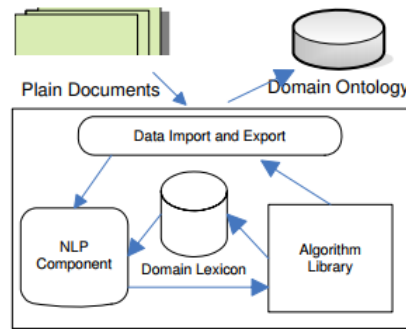 Plain Documents
Domain Ontology
Data Import and Export
NLP
Component
Domain Lexicon
Algorithm
Library